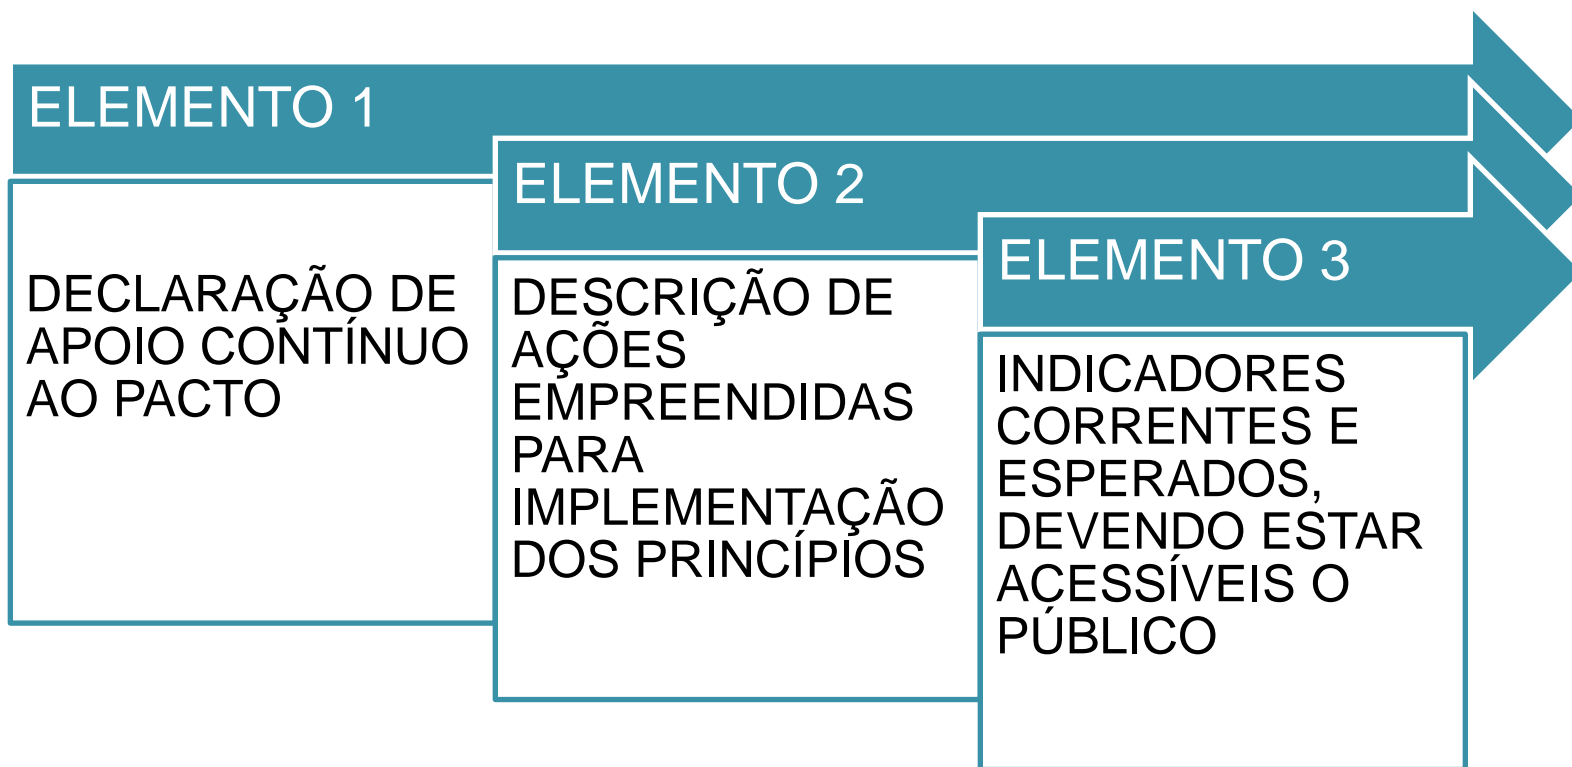 ELEMENTO 1
DECLARAÇÃO DE
APOIO CONTÍNUO
AO PACTO
ELEMENTO 2
DESCRIÇÃO DE
AÇÕES
EMPREENDIDAS
PARA
IMPLEMENTAÇÃO
DOS PRINCÍPIOS
ELEMENTO 3
INDICADORES
CORRENTES E
ESPERADOS,
DEVENDO ESTAR
ACESSÍVEIS O
PÚBLICO